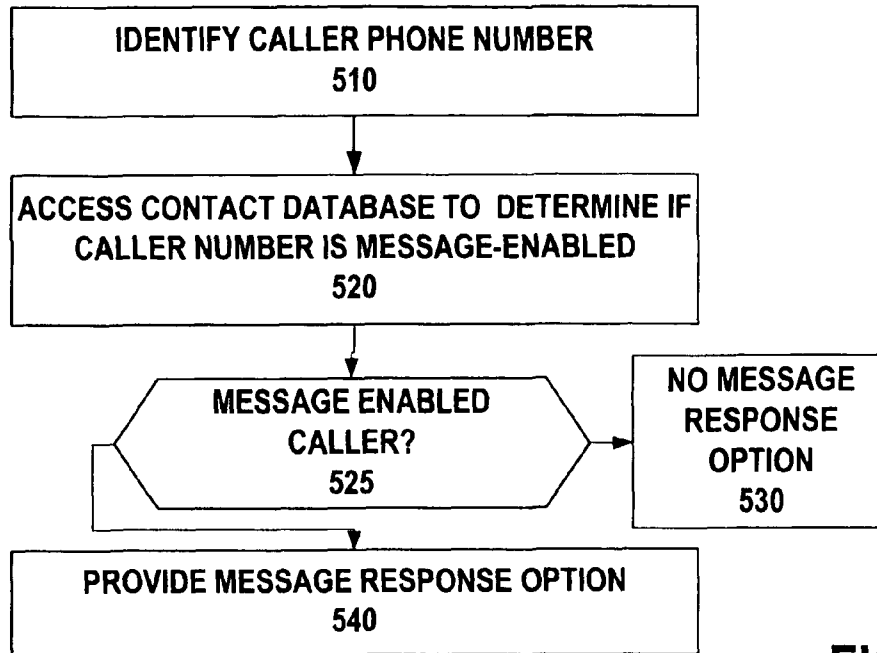 IDENTIFY CALLER PHONE NUMBER
510
ACCESS CONTACT DATABASE TO DETERMINE IF
CALLER NUMBER IS MESSAGE-ENABLED
520
MESSAGE ENABLED
CALLER?
525
NO MESSAGE
RESPONSE
OPTION
530
PROVIDE MESSAGE RESPONSE OPTION
540